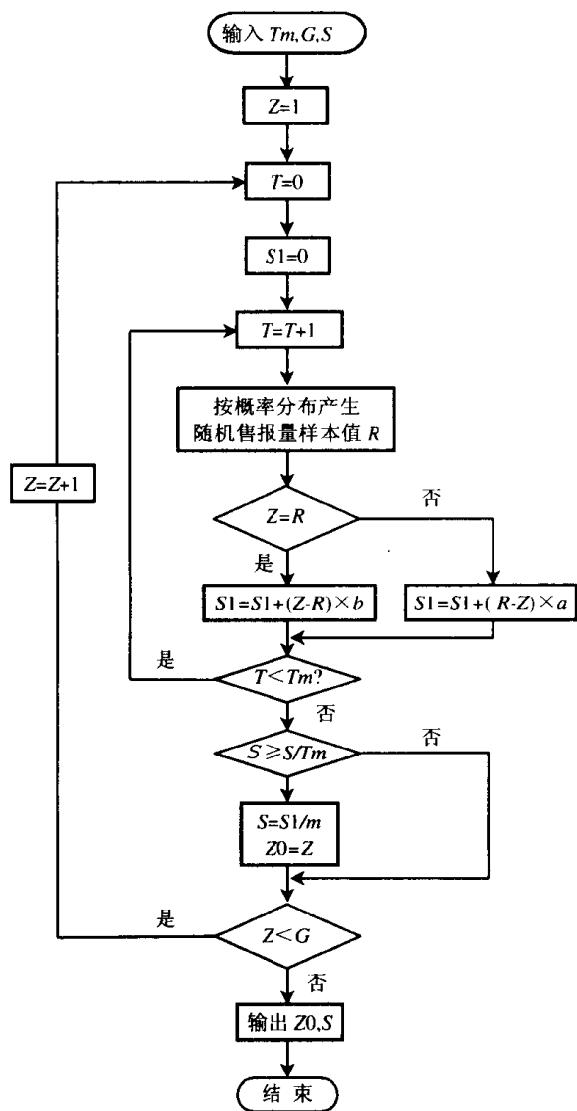 输入 Tm,G,S
Z=1
T=0
S1=0
T=T+1
按概率分布产生
随机售报量样本值 R
Z=Z+1
Z=R
否
是
S1=S1+(Z-R)×b
S1=S1+( R-Z)×a
是
T<Tm?
否
S≥S/Tm
否
S=S1/m
Z0=Z
是
Z<G
否
输出 Z0,S
结 束